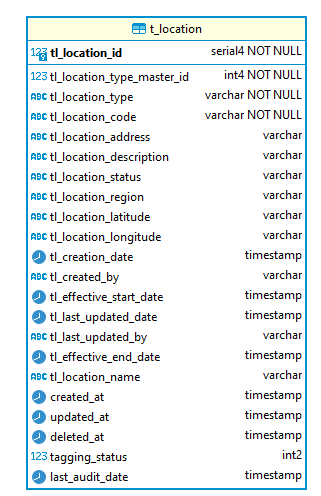 t_location
123 tl_location_id serial4 NOT NULL
123 tl_location_type_master_id int4 NOT NULL
ABC tl_location_type varchar NOT NULL
ABC tl_location_code varchar NOT NULL
ABC tl_location_address varchar
ABC tl_location_description varchar
ABC tl_location_status varchar
ABC tl_location_region varchar
ABC tl_location_latitude varchar
ABC tl_location_longitude varchar
tl_creation_date timestamp
ABC tl_created_by varchar
tl_effective_start_date timestamp
tl_last_updated_date timestamp
ABC tl_last_updated_by varchar
tl_effective_end_date timestamp
ABC tl_location_name varchar
created_at timestamp
updated_at timestamp
deleted_at timestamp
123 tagging_status int2
last_audit_date timestamp